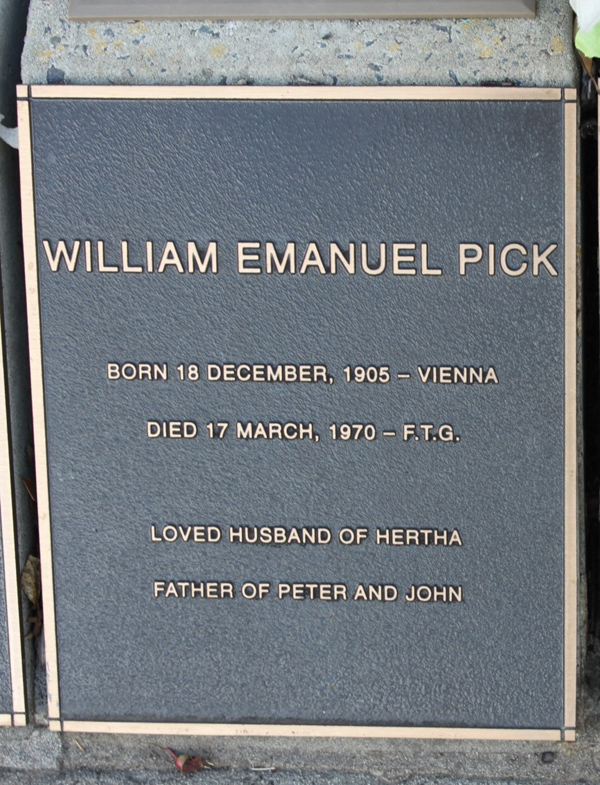 WILLIAM EMANUEL PICK
BORN 18 DECEMBER, 1905 – VIENNA
DIED 17 MARCH, 1970 – F.T.G.
LOVED HUSBAND OF HERTHA
FATHER OF PETER AND JOHN